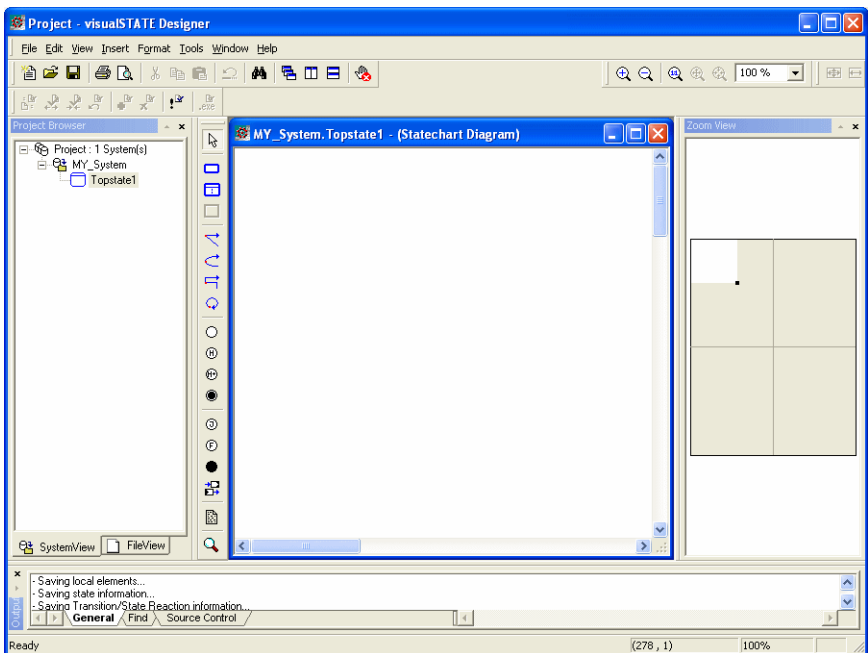 Project - visualSTATE Designer
File Edit View Insert Format Tools Window Help
100 %
Project Browser
Project : 1 System(s)
MY_System
Topstate1
SystemView FileView
MY_System.Topstate1 - (Statechart Diagram)
Zoom View
Output
- Saving local elements...
- Saving state information...
- Saving Transition/State Reaction information...
General Find Source Control
Ready (278 , 1) 100%